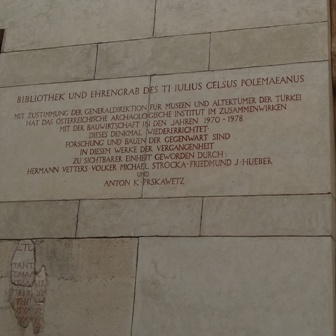 BIBLIOTHEK UND EHRENGRAB DES TI IULIUS CELSUS POLEMAEANUS
MIT ZUSTIMMUNG DER GENERALDIREKTION FÜR MUSEEN UND ALTERTÜMER DER TÜRKEI
HAT DAS ÖSTERREICHISCHE ARCHAEOLOGISCHE INSTITUT IM ZUSAMMENWIRKEN
MIT DER BAUWIRTSCHAFT IN DEN JAHREN 1970-1978
DIESES DENKMAL WIEDERERRICHTET·
FORSCHUNG UND BAUEN DER GEGENWART SIND
IN DIESEM WERKE DER VERGANGENHEIT
ZU SICHTBARER EINHEIT GEWORDEN DURCH:
HERMANN VETTERS·VOLKER MICHAEL STROCKA·FRIEDMUND J·HUEBER
UND
ANTON K·PRSKAWETZ